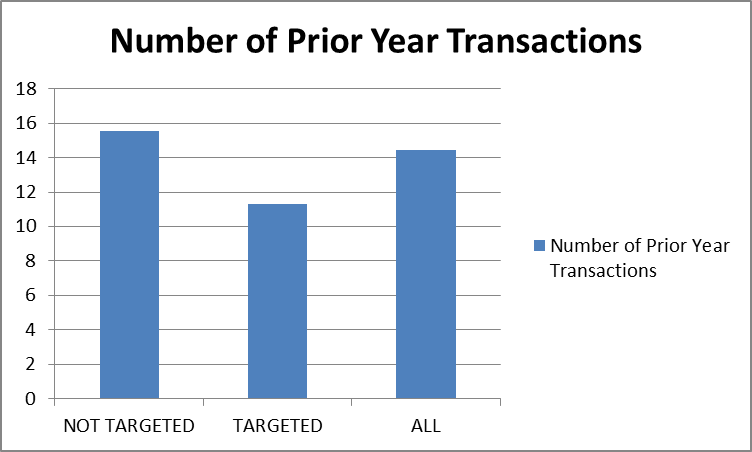 Number of Prior Year Transactions
18
16
14
12
10
8
6
4
2
0
NOT TARGETED
TARGETED
ALL
Number of Prior Year
Transactions